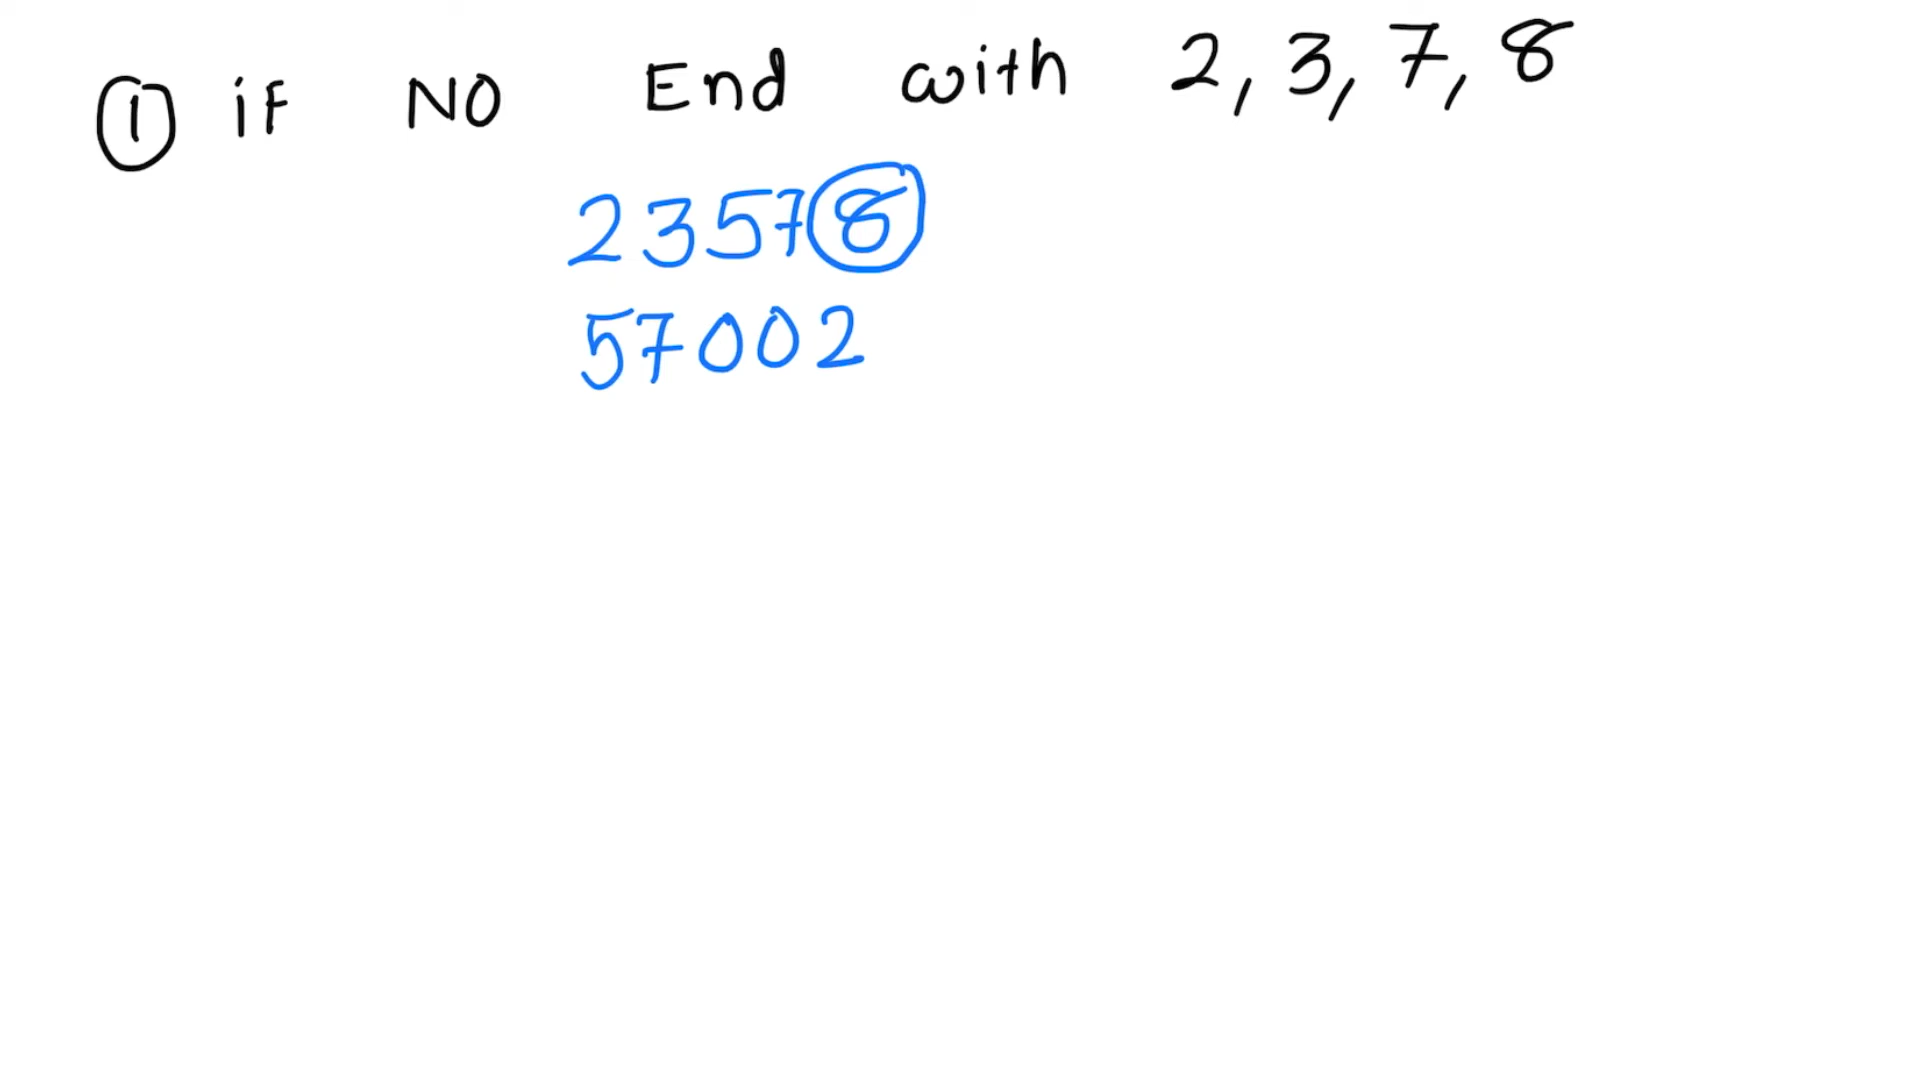 ① if NO End with 2, 3, 7, 8
23578
57002